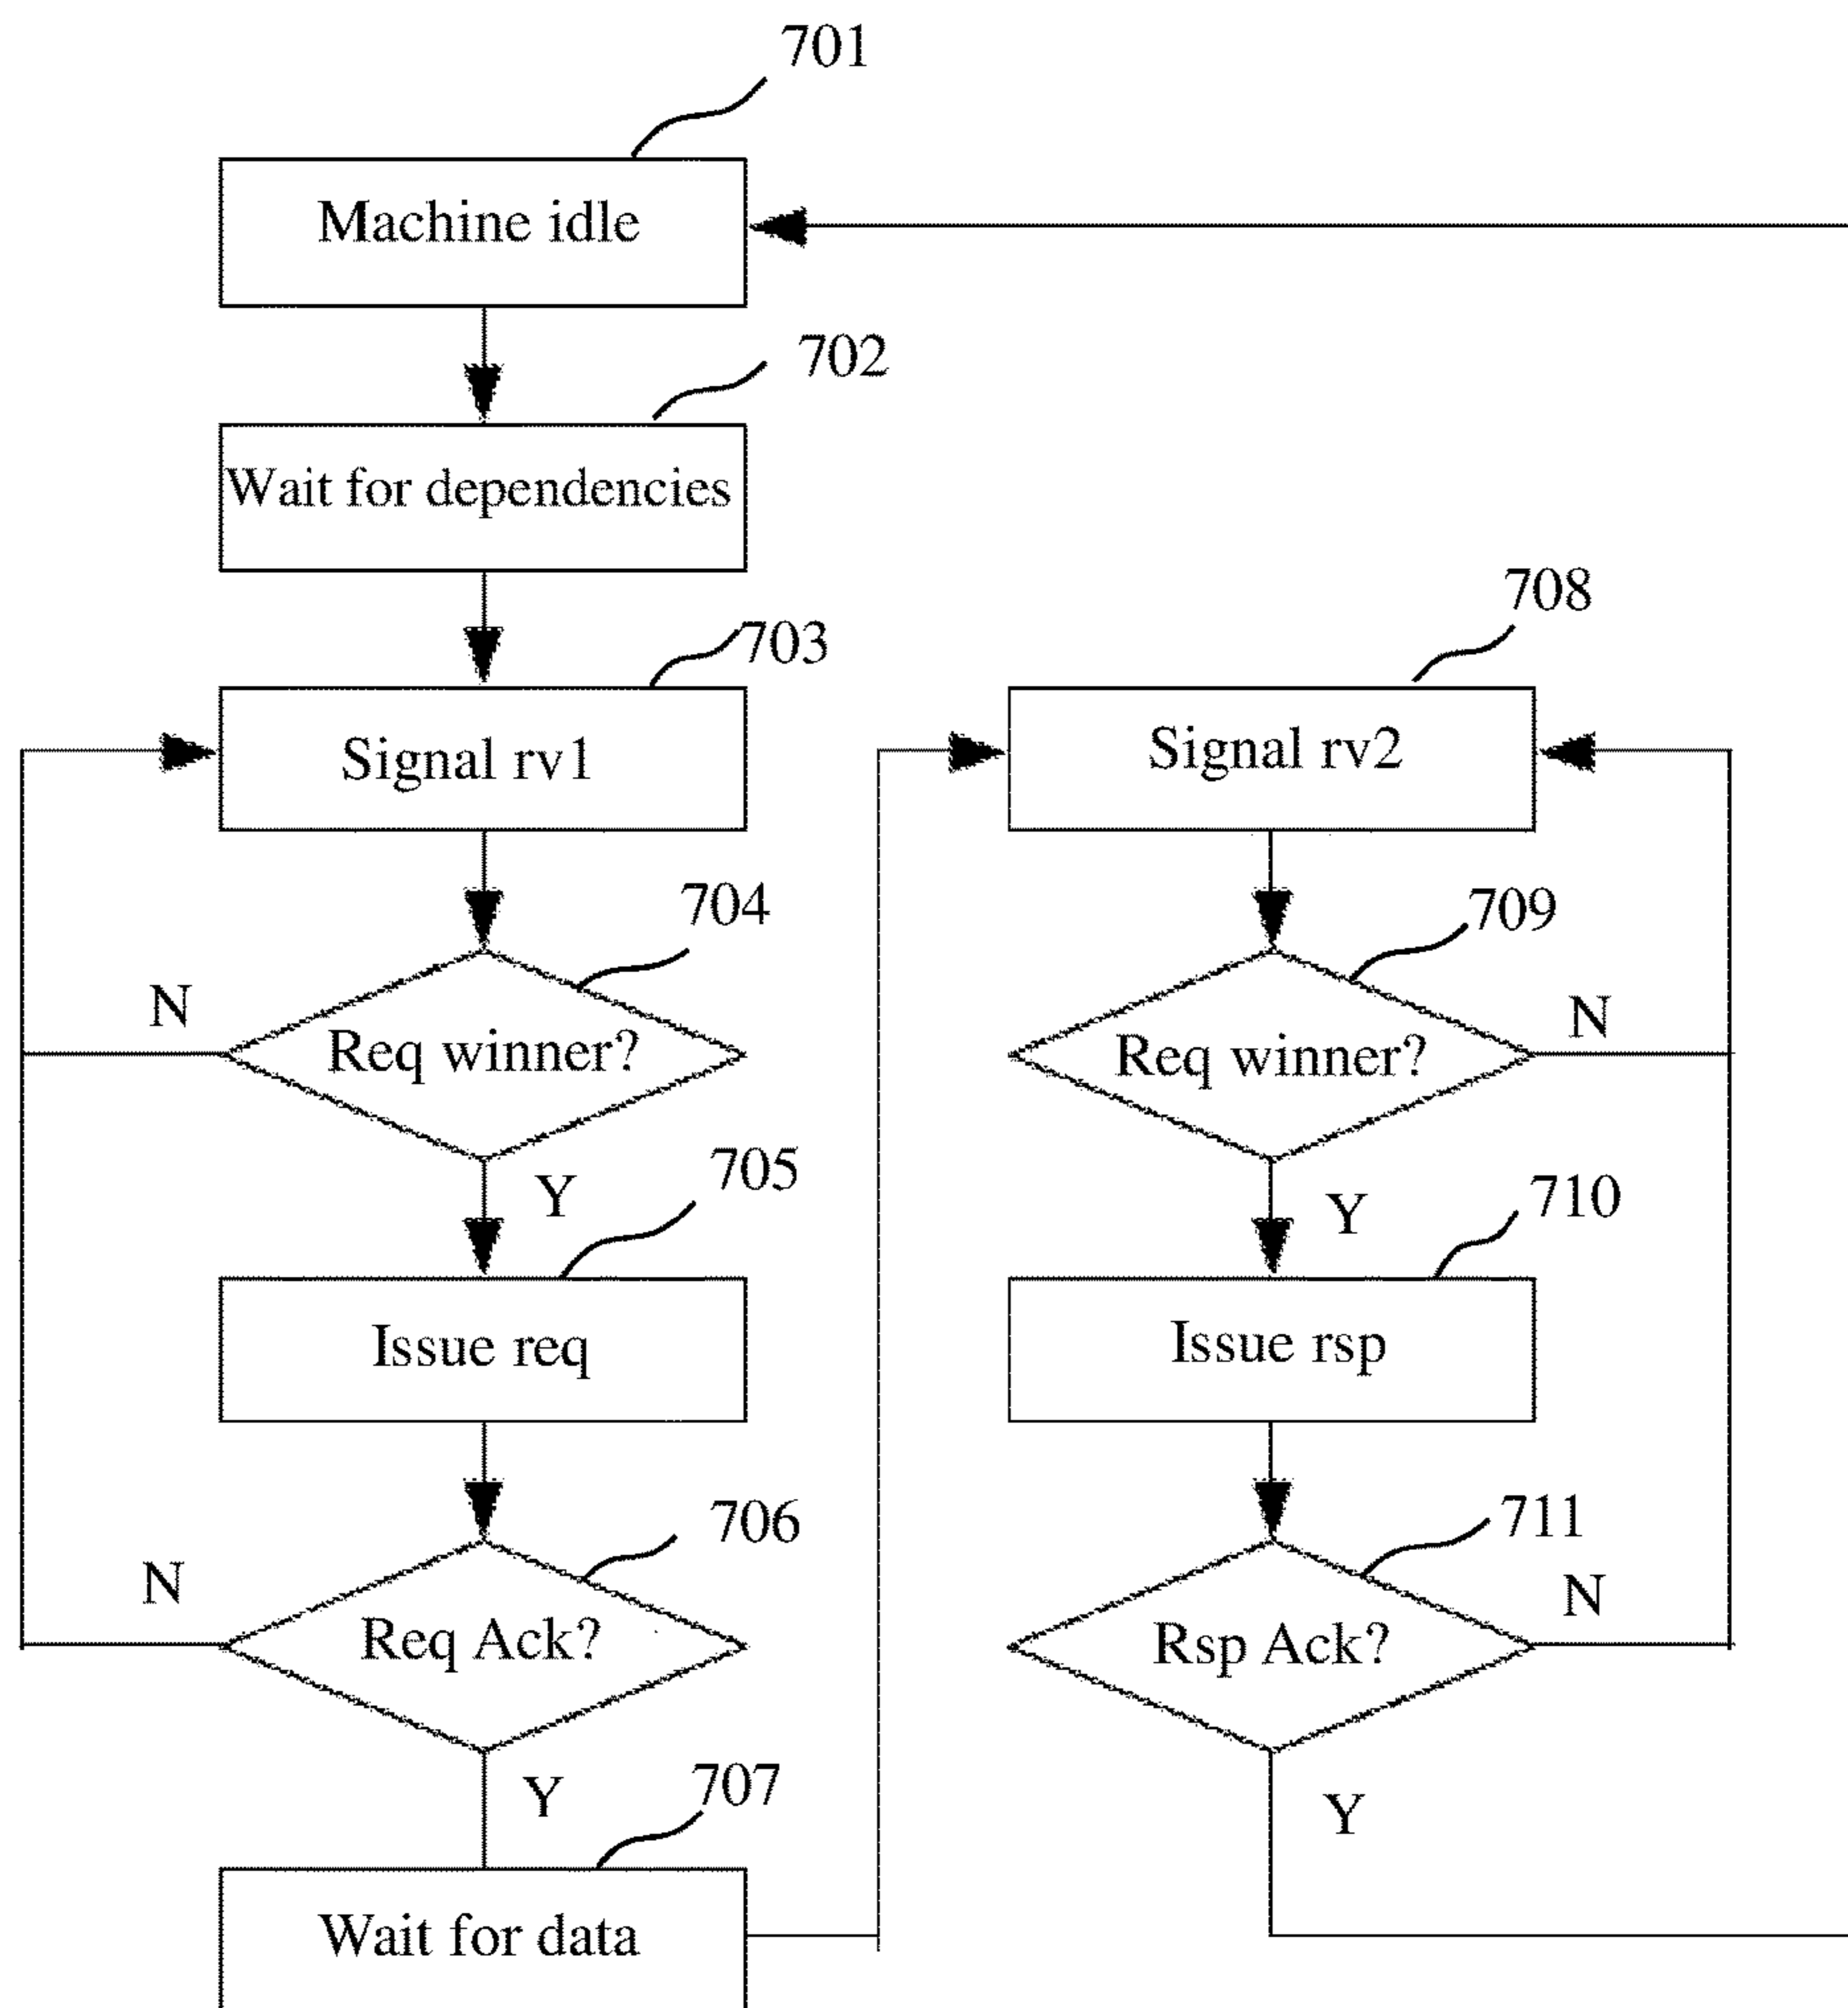 701
Machine idle
702
Wait for dependencies
703
Signal rv1
704
N
Req winner?
705
Y
Issue req
706
N
Req Ack?
Y
707
Wait for data
708
Signal rv2
709
N
Req winner?
710
Y
Issue rsp
711
N
Rsp Ack?
Y